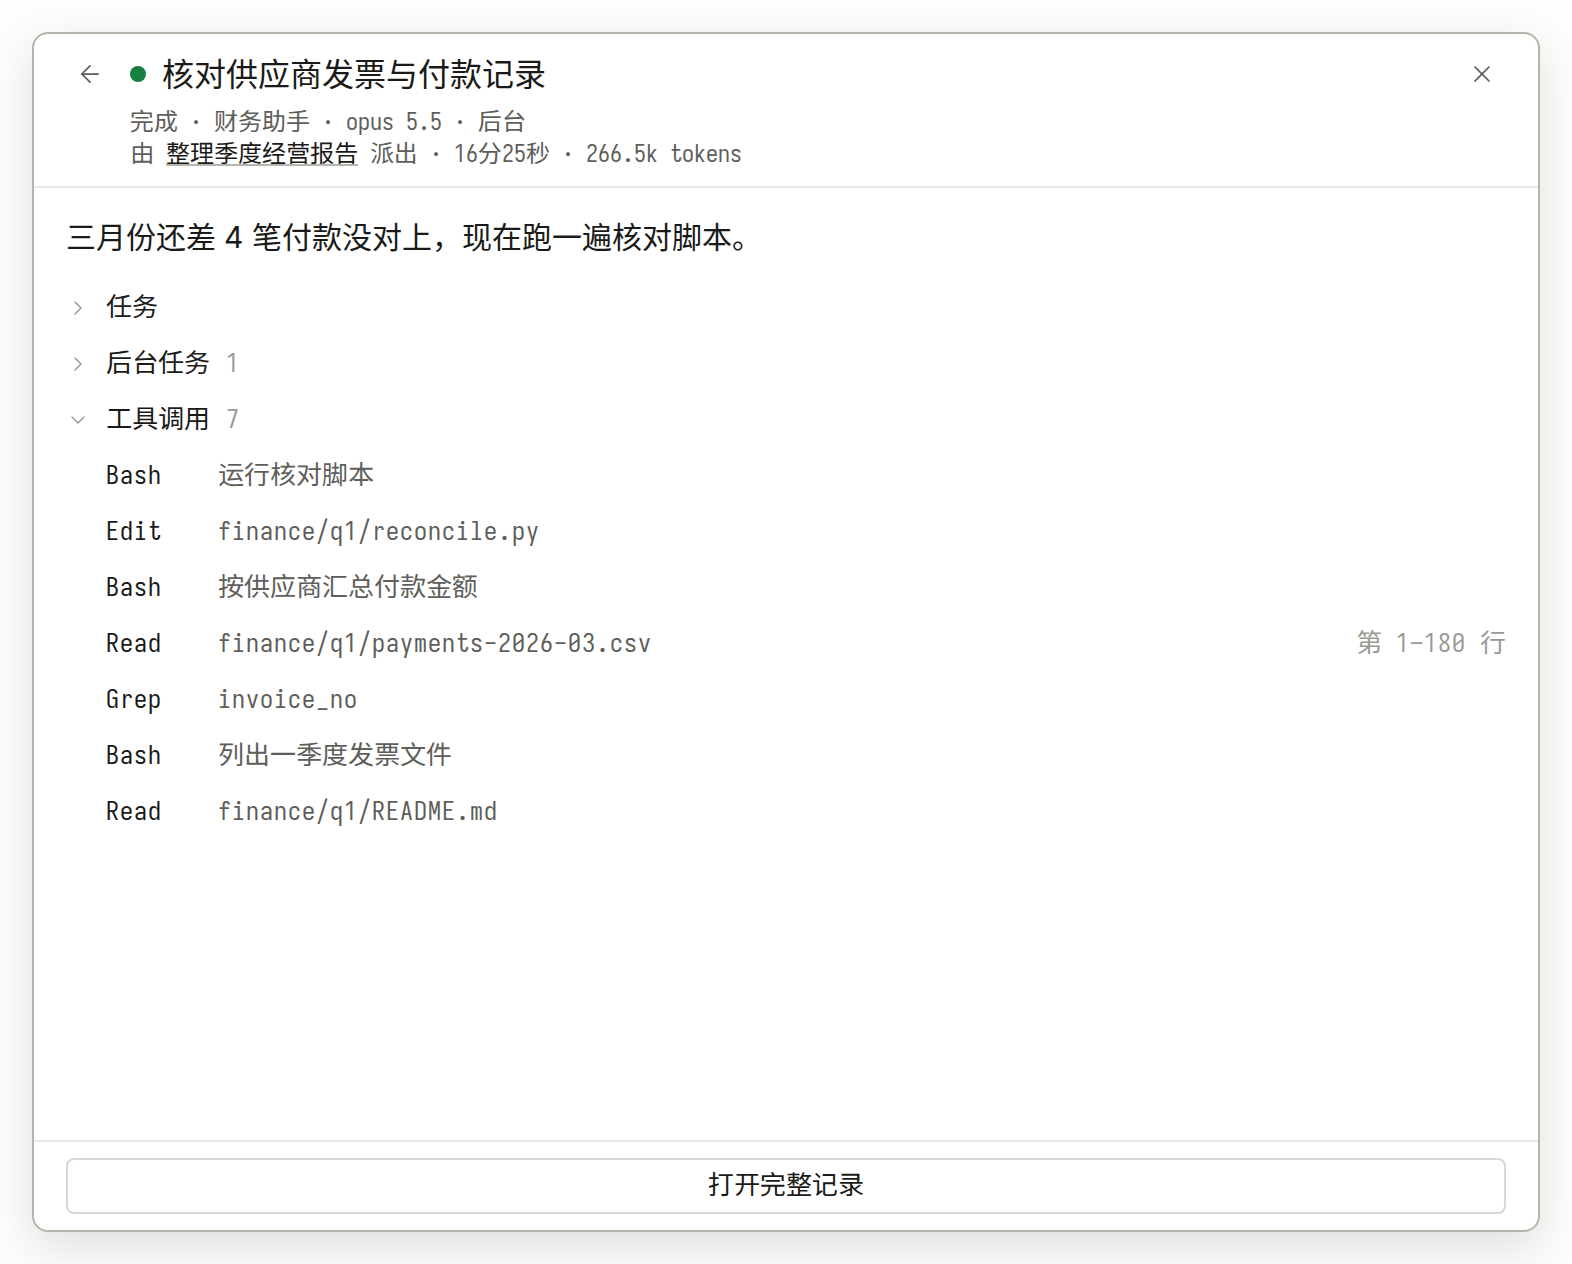 核对供应商发票与付款记录
完成 · 财务助手 · opus 5.5 · 后台
由 整理季度经营报告 派出 · 16分25秒 · 266.5k tokens
三月份还差 4 笔付款没对上，现在跑一遍核对脚本。
任务
后台任务 1
工具调用 7
Bash 运行核对脚本
Edit finance/q1/reconcile.py
Bash 按供应商汇总付款金额
Read finance/q1/payments-2026-03.csv 第 1–180 行
Grep invoice_no
Bash 列出一季度发票文件
Read finance/q1/README.md
打开完整记录